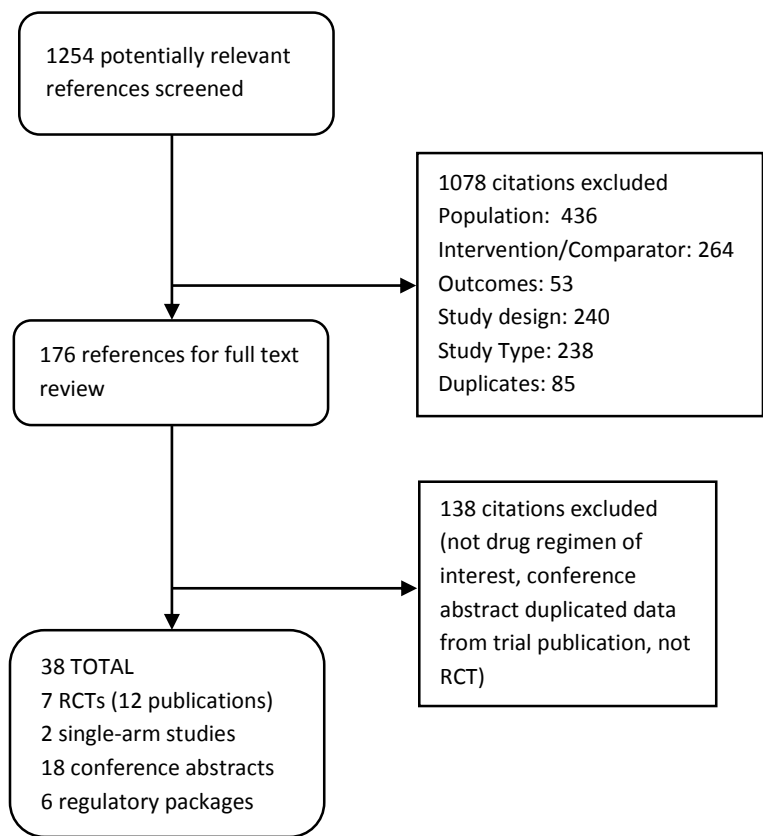 1254 potentially relevant
references screened
1078 citations excluded
Population:  436
Intervention/Comparator: 264
Outcomes: 53
Study design: 240
Study Type: 238
Duplicates: 85
176 references for full text
review
138 citations excluded
(not drug regimen of
interest, conference
abstract duplicated data
from trial publication, not
RCT)
38 TOTAL
7 RCTs (12 publications)
2 single-arm studies
18 conference abstracts
6 regulatory packages